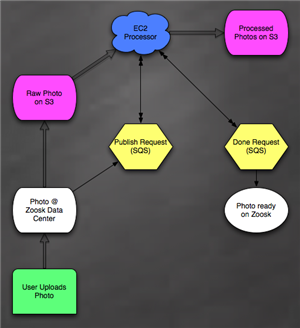 EC2
Processor
Processed
Photos on S3
Raw Photo
on S3
Publish Request
(SQS)
Done Request
(SQS)
Photo @
Zoosk Data
Center
Photo ready
on Zoosk
User Uploads
Photo